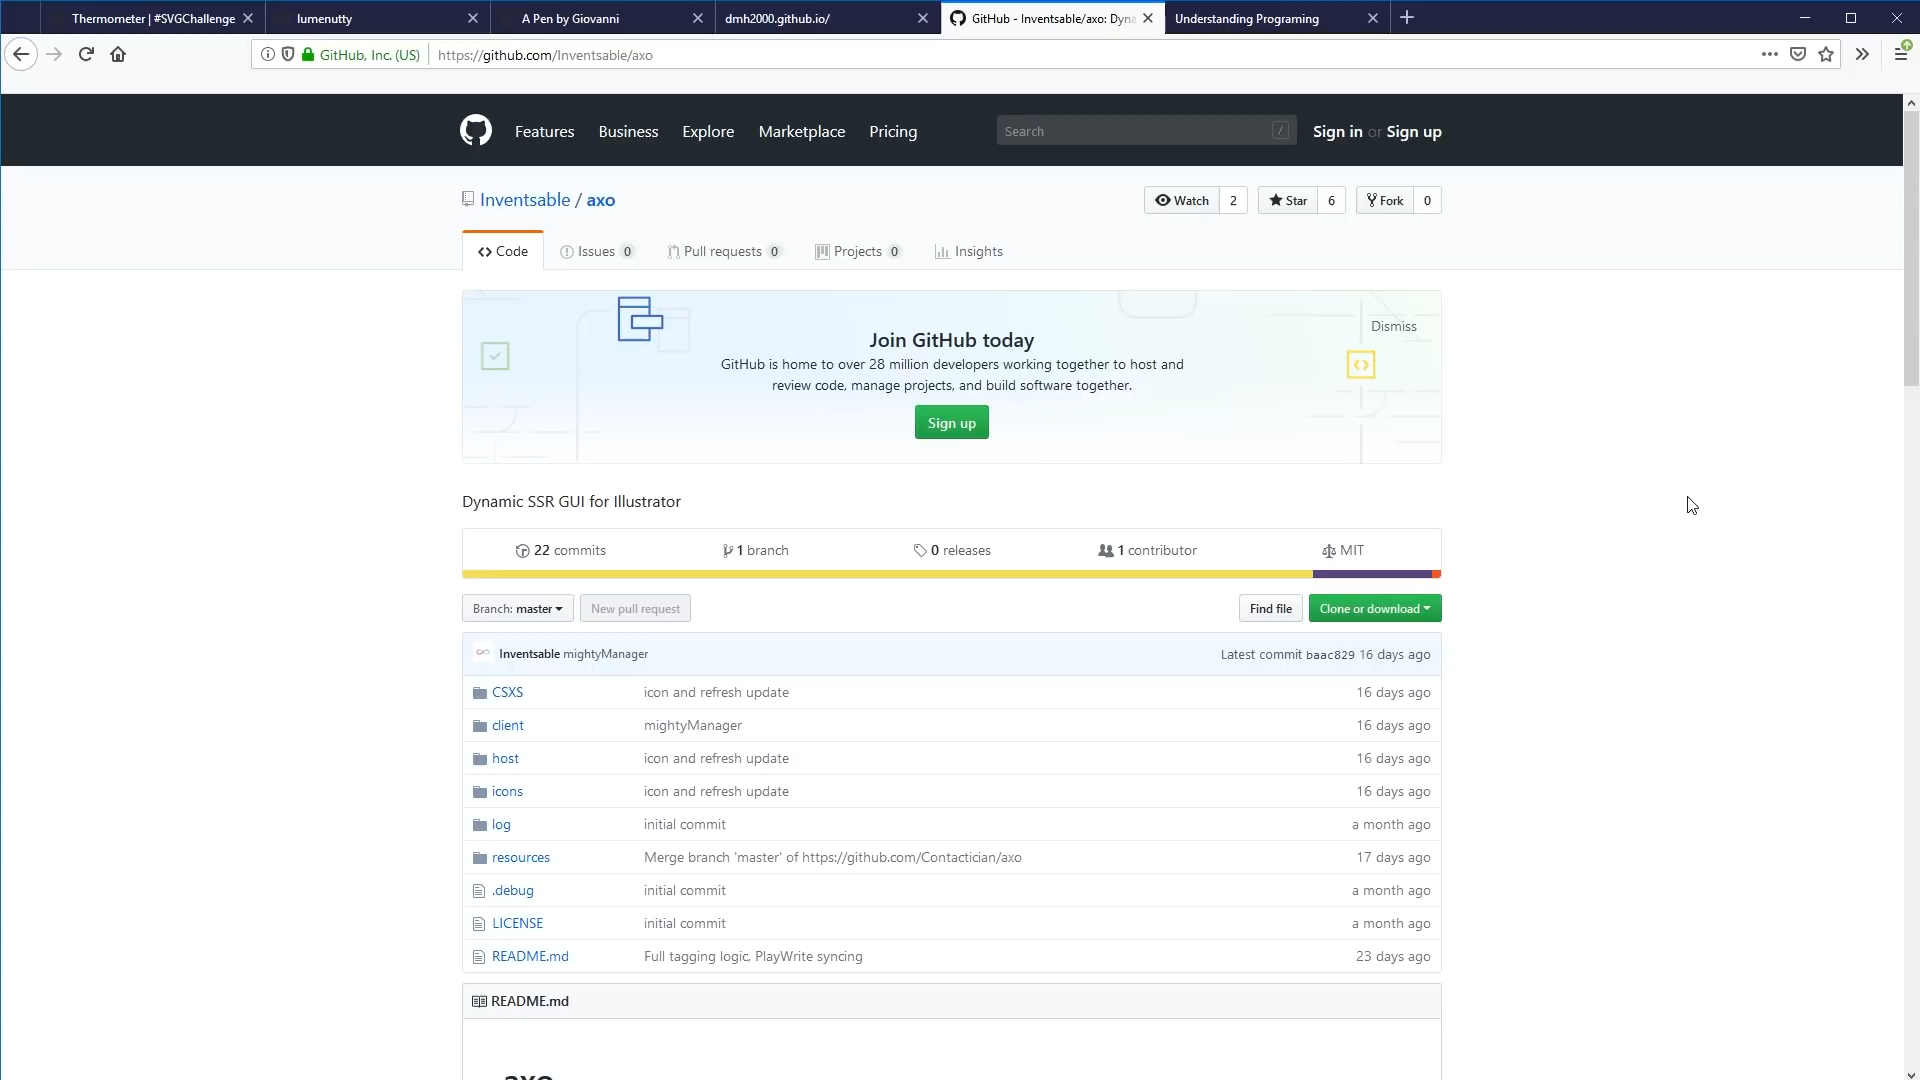 Thermometer | #SVGChallenge
lumenutty
A Pen by Giovanni
dmh2000.github.io/
GitHub - Inventsable/axo: Dyna
Understanding Programing
GitHub, Inc. (US)
https://github.com/Inventsable/axo
Features
Business
Explore
Marketplace
Pricing
Search
/
Sign in or Sign up
Inventsable / axo
Watch 2
Star 6
Fork 0
Code
Issues 0
Pull requests 0
Projects 0
Insights
Join GitHub today
Dismiss
GitHub is home to over 28 million developers working together to host and
review code, manage projects, and build software together.
Sign up
Dynamic SSR GUI for Illustrator
22 commits
1 branch
0 releases
1 contributor
MIT
Branch: master
New pull request
Find file
Clone or download
Inventsable mightyManager
Latest commit baac829 16 days ago
CSXS icon and refresh update 16 days ago
client mightyManager 16 days ago
host icon and refresh update 16 days ago
icons icon and refresh update 16 days ago
log initial commit a month ago
resources Merge branch 'master' of https://github.com/Contactician/axo 17 days ago
.debug initial commit a month ago
LICENSE initial commit a month ago
README.md Full tagging logic, PlayWrite syncing 23 days ago
README.md
axo